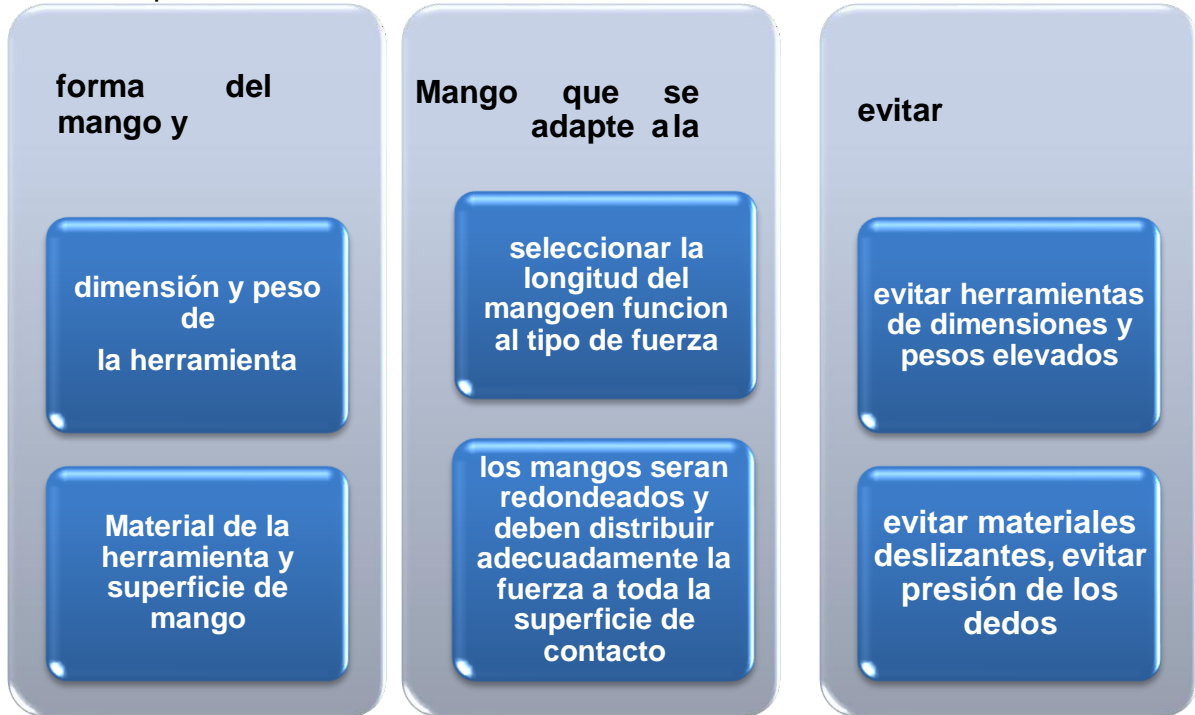 forma del
mango y
dimensión y peso
de
la herramienta
Material de la
herramienta y
superficie de
mango
Mango que se
adapte a la
seleccionar la
longitud del
mangoen funcion
al tipo de fuerza
los mangos seran
redondeados y
deben distribuir
adecuadamente la
fuerza a toda la
superficie de
contacto
evitar
evitar herramientas
de dimensiones y
pesos elevados
evitar materiales
deslizantes, evitar
presión de los
dedos